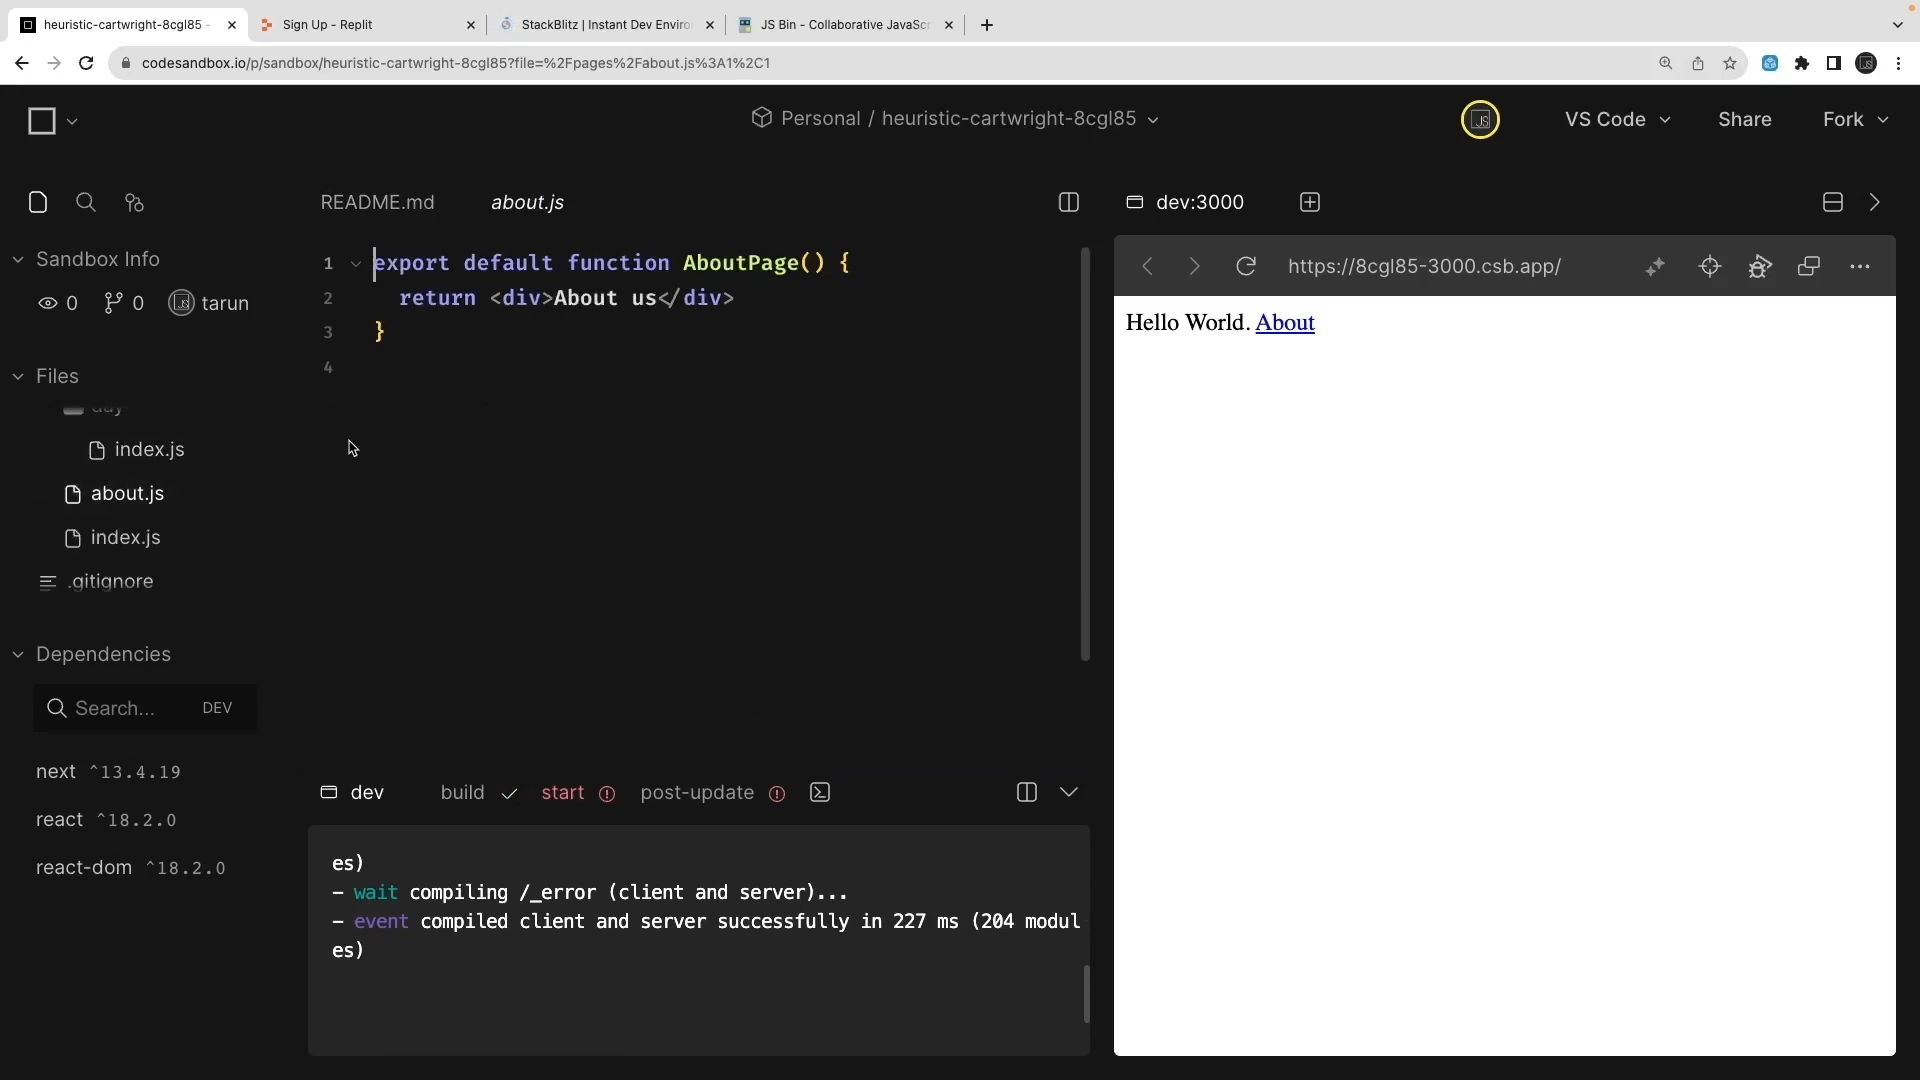 heuristic-cartwright-8cgl85 -
Sign Up - Replit
StackBlitz | Instant Dev Enviro
JS Bin - Collaborative JavaScr
codesandbox.io/p/sandbox/heuristic-cartwright-8cgl85?file=%2Fpages%2Fabout.js%3A1%2C1
Personal / heuristic-cartwright-8cgl85
JS
VS Code
Share
Fork
README.md
about.js
dev:3000
Sandbox Info
0
0
tarun
1 export default function AboutPage() {
2 return <div>About us</div>
3 }
4
https://8cgl85-3000.csb.app/
Hello World. About
Files
day
index.js
about.js
index.js
.gitignore
Dependencies
Search...
DEV
next ^13.4.19
react ^18.2.0
react-dom ^18.2.0
dev
build
start
post-update
es)
- wait compiling /_error (client and server)...
- event compiled client and server successfully in 227 ms (204 modul
es)